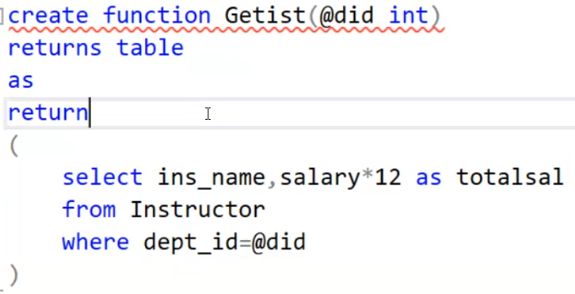 create function Getist(@did int)
returns table
as
return
(
select ins_name,salary*12 as totalsal
from Instructor
where dept_id=@did
)